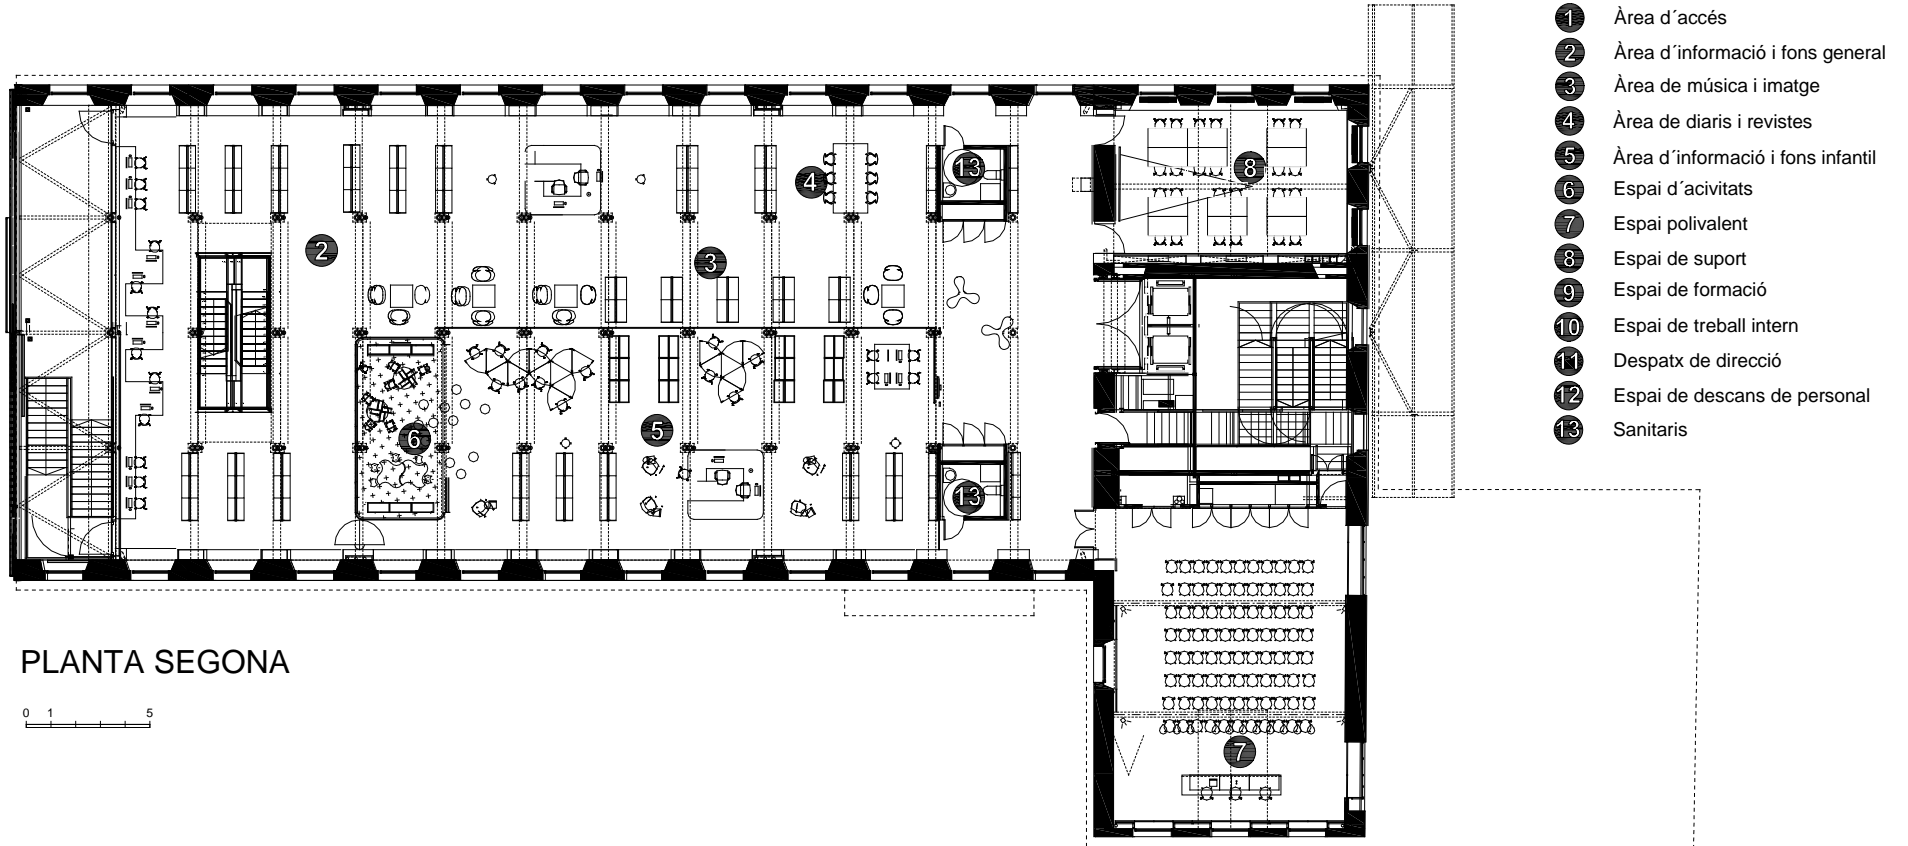 1 Àrea d´accés
2 Àrea d´informació i fons general
3 Àrea de música i imatge
4 Àrea de diaris i revistes
5 Àrea d´informació i fons infantil
6 Espai d´acivitats
7 Espai polivalent
8 Espai de suport
9 Espai de formació
10 Espai de treball intern
11 Despatx de direcció
12 Espai de descans de personal
13 Sanitaris
13
8
4
2
3
6
5
13
7
PLANTA SEGONA
0 1 5